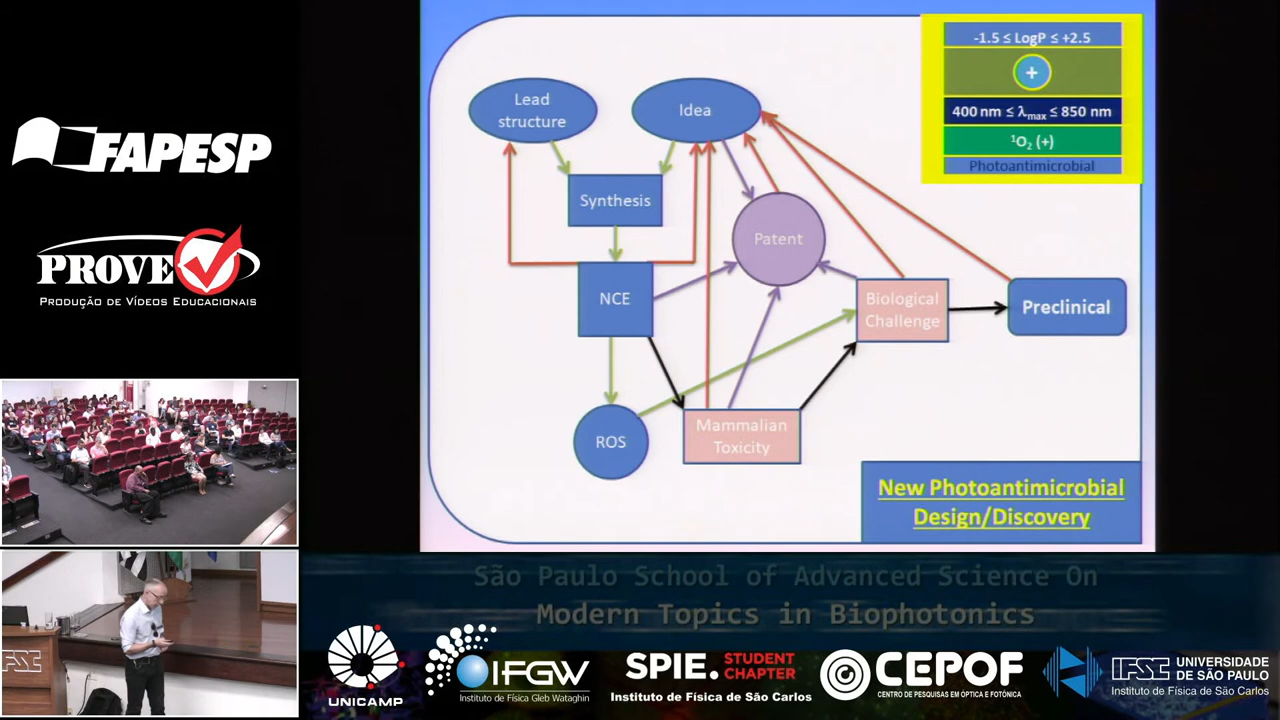 -1.5 ≤ LogP ≤ +2.5
+
400 nm ≤ λmax ≤ 850 nm
¹O₂ (+)
Photoantimicrobial
Lead
structure
Idea
Synthesis
Patent
NCE
Biological
Challenge
Preclinical
ROS
Mammalian
Toxicity
New Photoantimicrobial
Design/Discovery
FAPESP
PROVE
PRODUÇÃO DE VÍDEOS EDUCACIONAIS
IFSC
São Paulo School of Advanced Science On
Modern Topics in Biophotonics
UNICAMP
IFGW
Instituto de Física Gleb Wataghin
SPIE. STUDENT
CHAPTER
Instituto de Física de São Carlos
CEPOF
CENTRO DE PESQUISAS EM ÓPTICA E FOTÔNICA
IFSC UNIVERSIDADE
DE SÃO PAULO
Instituto de Física de São Carlos